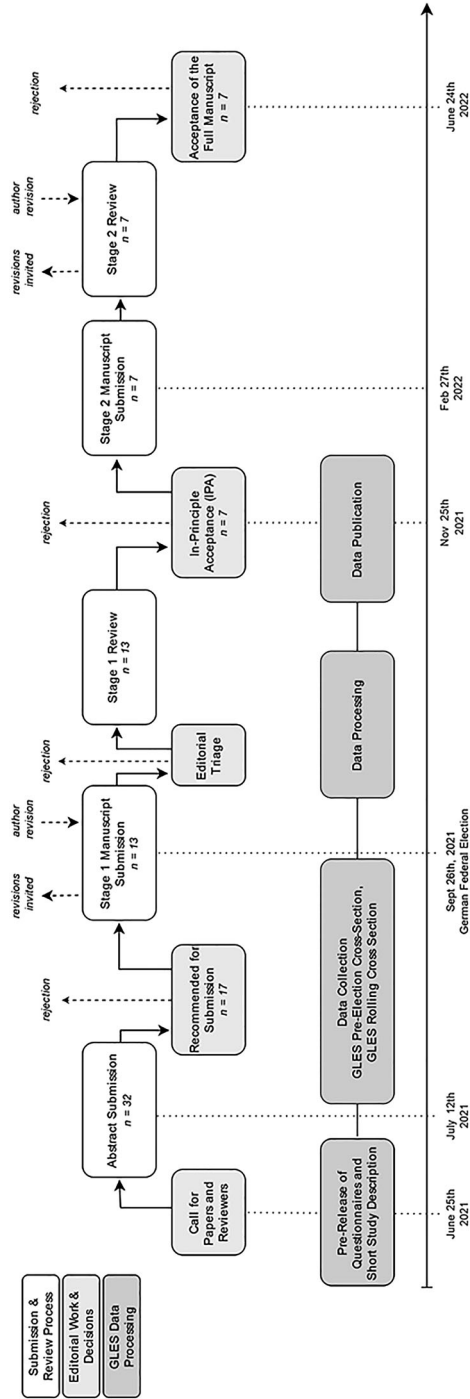 Submission &
Review Process
Editorial Work &
Decisions
GLES Data
Processing
Call for
Papers and
Reviewers
Abstract Submission
n = 32
rejection
Recommended for
Submission
n = 17
revisions
invited
author
revision
Stage 1 Manuscript
Submission
n = 13
rejection
Editorial
Triage
Stage 1 Review
n = 13
rejection
In-Principle
Acceptance (IPA)
n = 7
Stage 2 Manuscript
Submission
n = 7
revisions
invited
author
revision
Stage 2 Review
n = 7
rejection
Acceptance of the
Full Manuscript
n = 7
Pre-Release of
Questionnaires and
Short Study Description
Data Collection
GLES Pre-Election Cross-Section,
GLES Rolling Cross Section
Data Processing
Data Publication
June 25th
2021
July 12th
2021
Sept 26th, 2021
German Federal Election
Nov 25th
2021
Feb 27th
2022
June 24th
2022